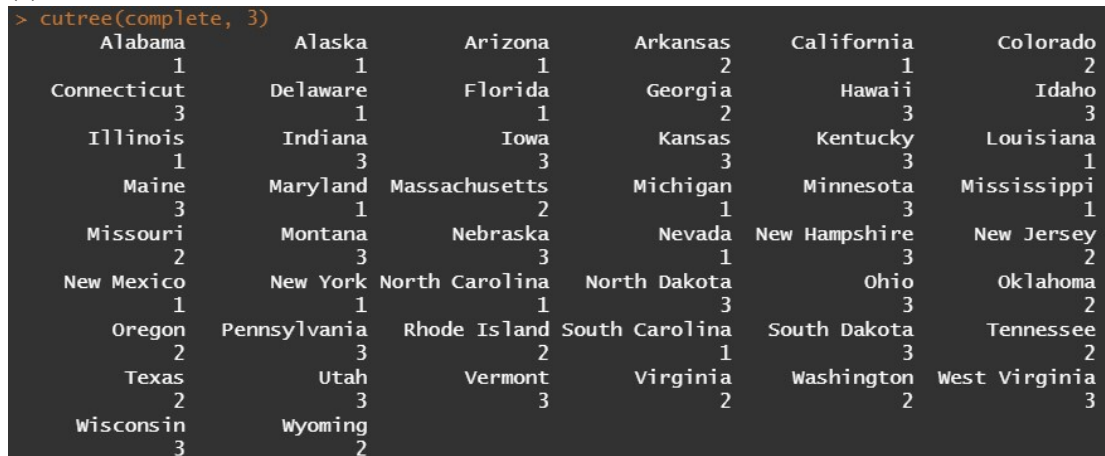 > cutree(complete, 3)
Alabama Alaska Arizona Arkansas California Colorado
1 1 1 2 1 2
Connecticut Delaware Florida Georgia Hawaii Idaho
3 1 1 2 3 3
Illinois Indiana Iowa Kansas Kentucky Louisiana
1 3 3 3 3 1
Maine Maryland Massachusetts Michigan Minnesota Mississippi
3 1 2 1 3 1
Missouri Montana Nebraska Nevada New Hampshire New Jersey
2 3 3 1 3 2
New Mexico New York North Carolina North Dakota Ohio Oklahoma
1 1 1 3 3 2
Oregon Pennsylvania Rhode Island South Carolina South Dakota Tennessee
2 3 2 1 3 2
Texas Utah Vermont Virginia Washington West Virginia
2 3 3 2 2 3
Wisconsin Wyoming
3 2